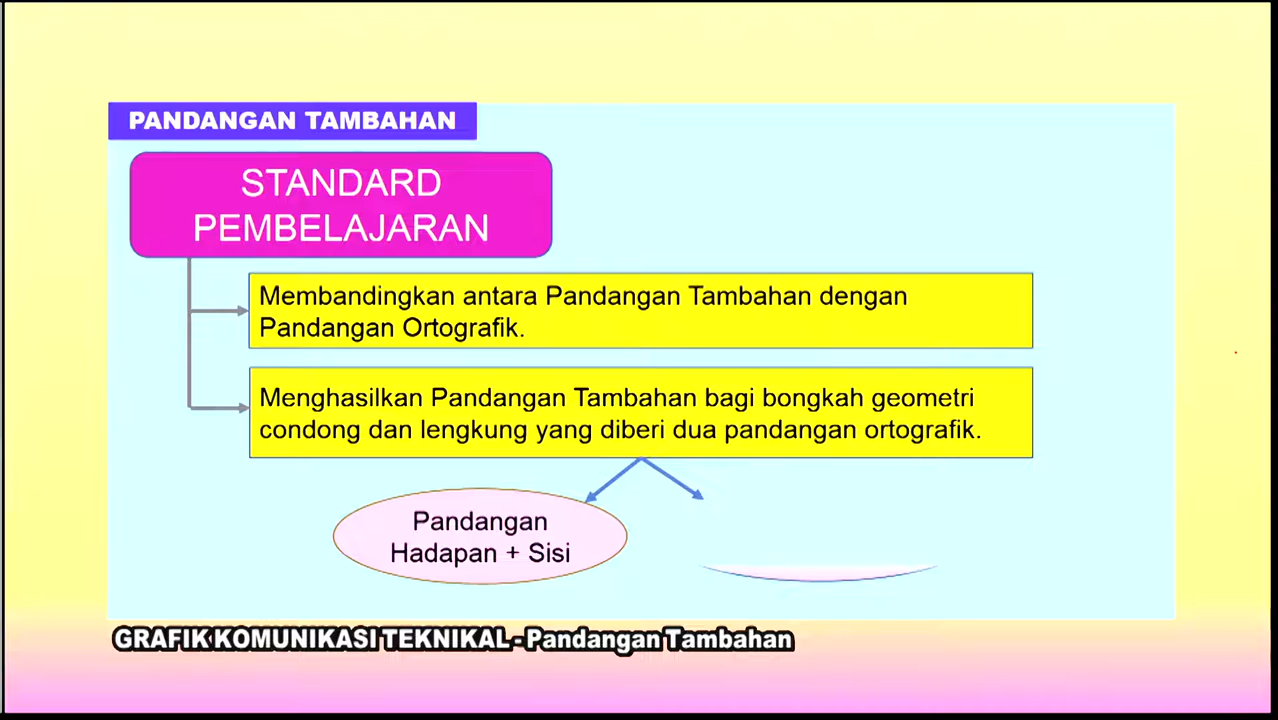 PANDANGAN TAMBAHAN
STANDARD
PEMBELAJARAN
Membandingkan antara Pandangan Tambahan dengan
Pandangan Ortografik.
Menghasilkan Pandangan Tambahan bagi bongkah geometri
condong dan lengkung yang diberi dua pandangan ortografik.
Pandangan
Hadapan + Sisi
GRAFIK KOMUNIKASI TEKNIKAL - Pandangan Tambahan